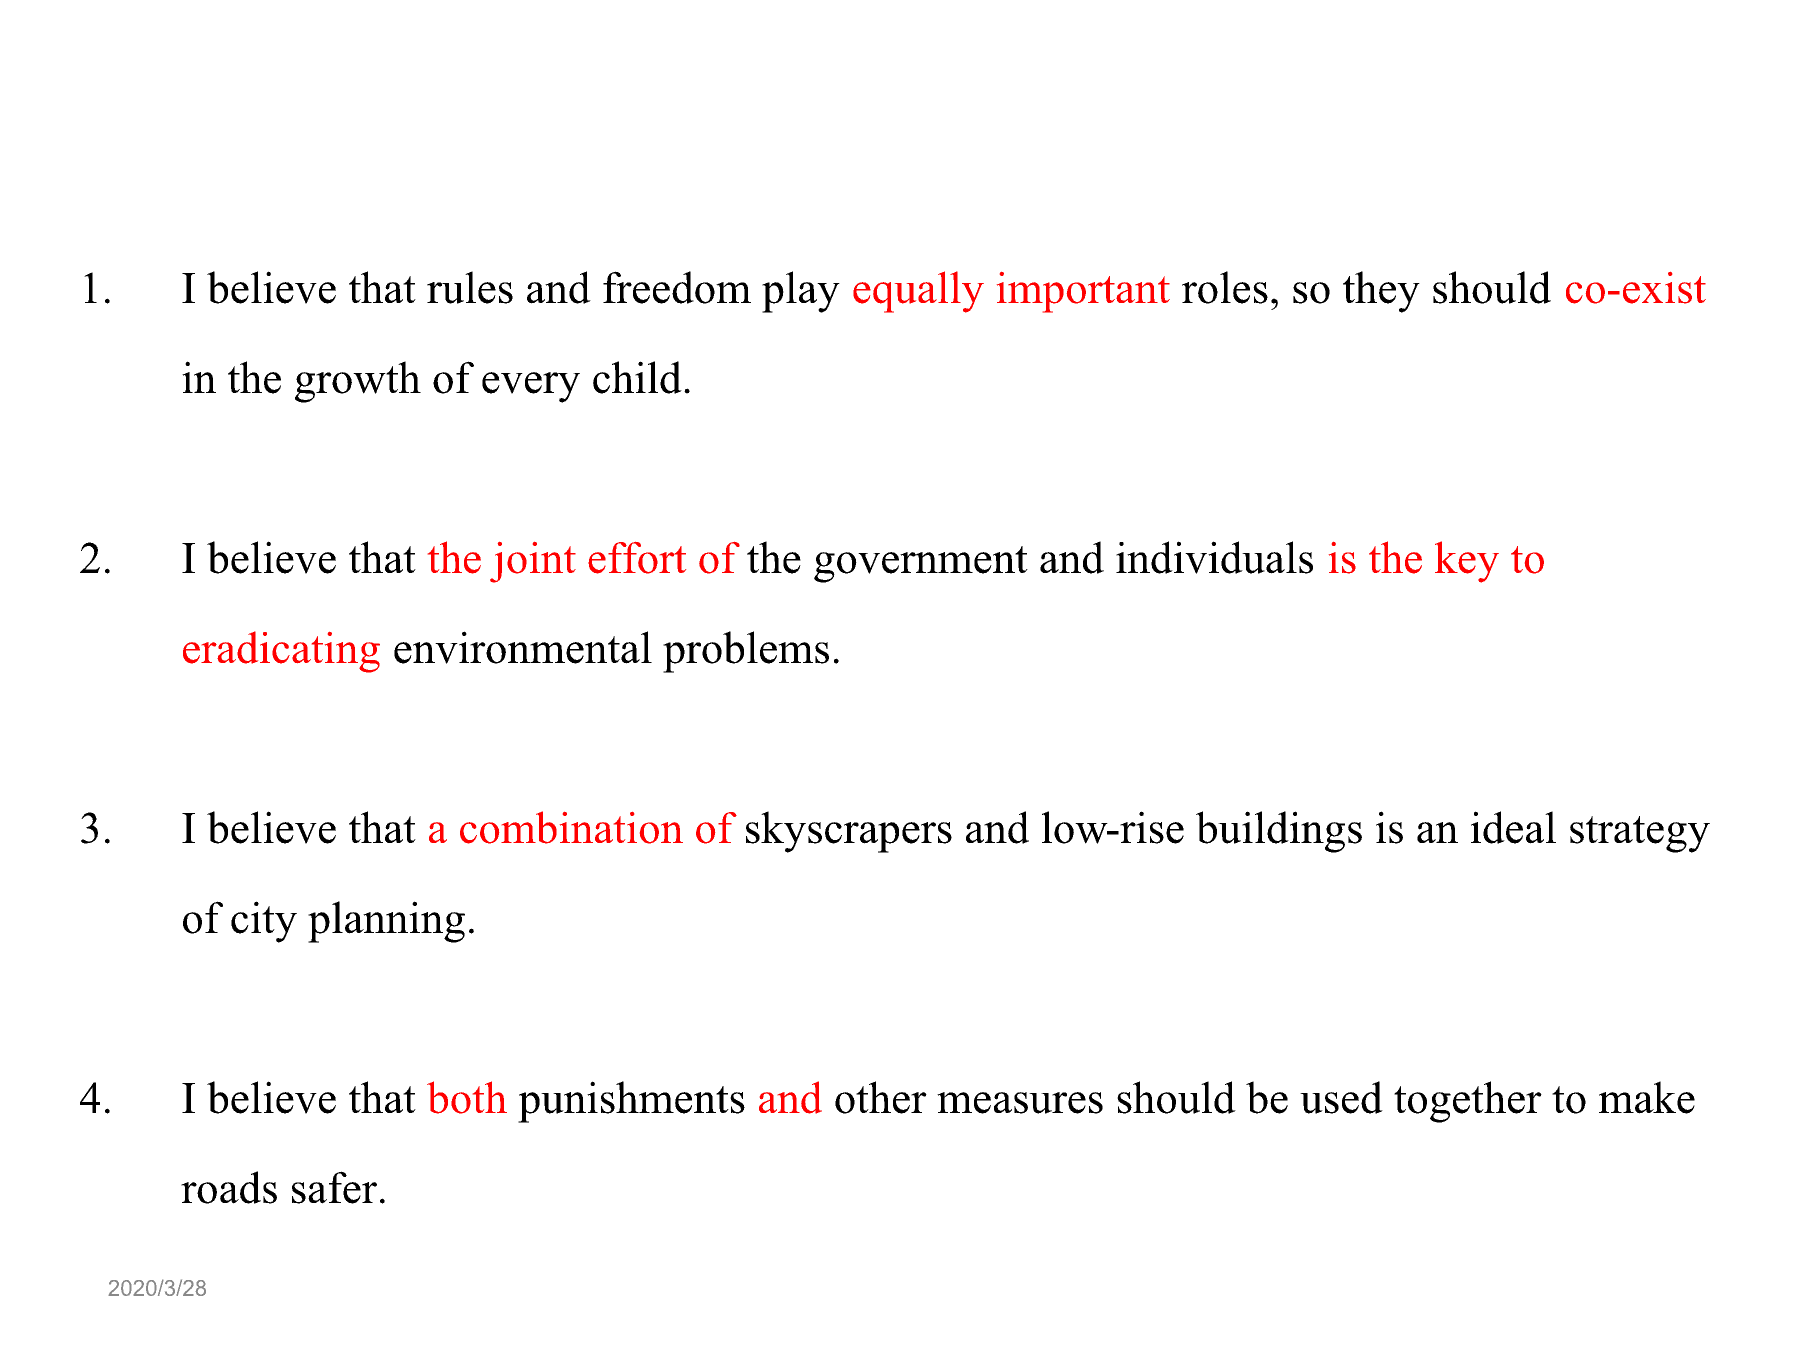 1. I believe that rules and freedom play equally important roles, so they should co-exist
in the growth of every child.
2. I believe that the joint effort of the government and individuals is the key to
eradicating environmental problems.
3. I believe that a combination of skyscrapers and low-rise buildings is an ideal strategy
of city planning.
4. I believe that both punishments and other measures should be used together to make
roads safer.
2020/3/28